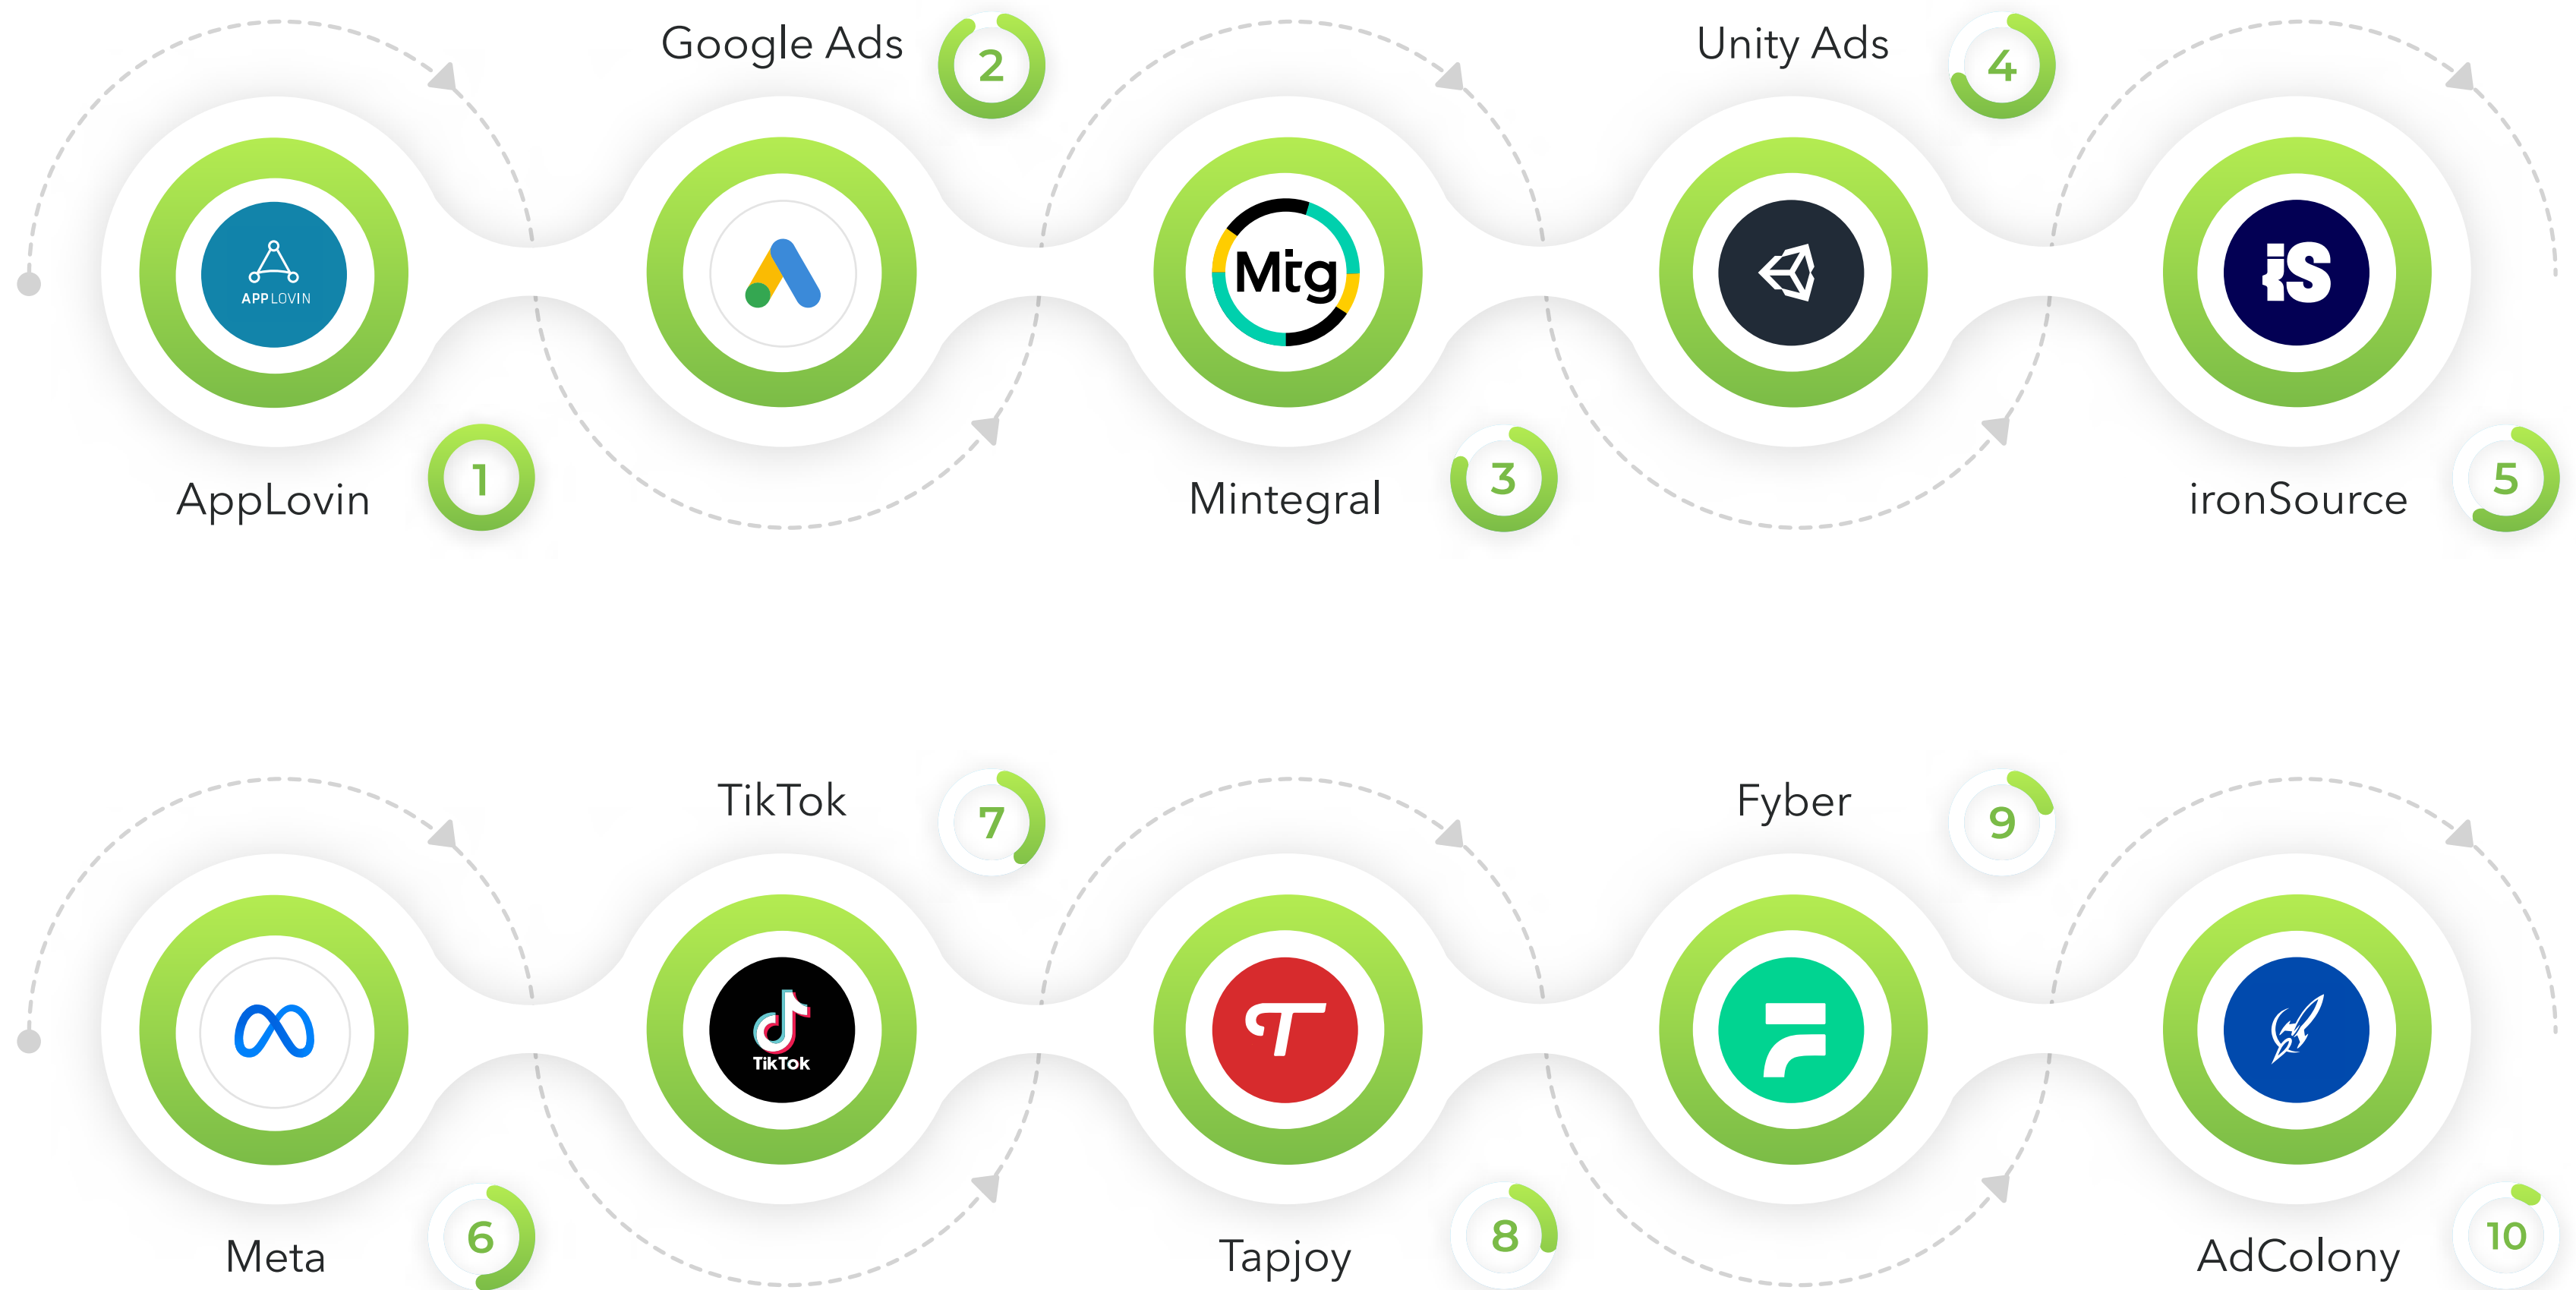 Google Ads
2
Unity Ads
4
APPLOVIN
Mtg
iS
AppLovin
1
Mintegral
3
ironSource
5
TikTok
7
Fyber
9
TikTok
Meta
6
Tapjoy
8
AdColony
10